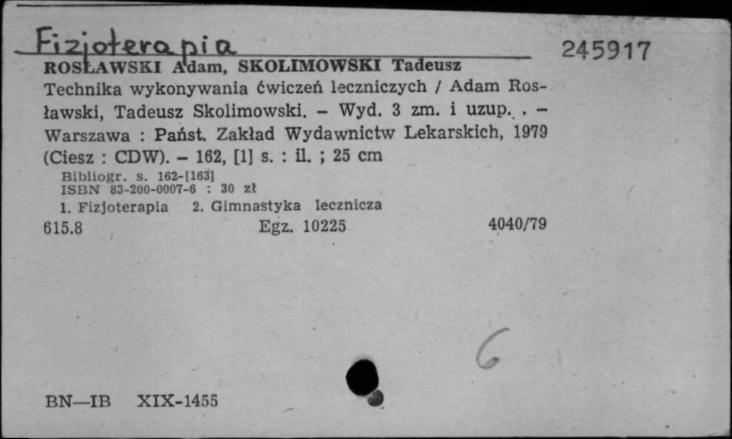 Fizjoterapia
245917
ROSŁAWSKI Adam, SKOLIMOWSKI Tadeusz
Technika wykonywania ćwiczeń leczniczych / Adam Ros-
ławski, Tadeusz Skolimowski. – Wyd. 3 zm. i uzup. . –
Warszawa : Państ. Zakład Wydawnictw Lekarskich, 1979
(Ciesz : CDW). – 162, [1] s. : il. ; 25 cm
Bibliogr. s. 162-[163]
ISBN 83-200-0007-6 : 30 zł
1. Fizjoterapia 2. Gimnastyka lecznicza
615.8 Egz. 10225 4040/79
6
BN—IB XIX-1455